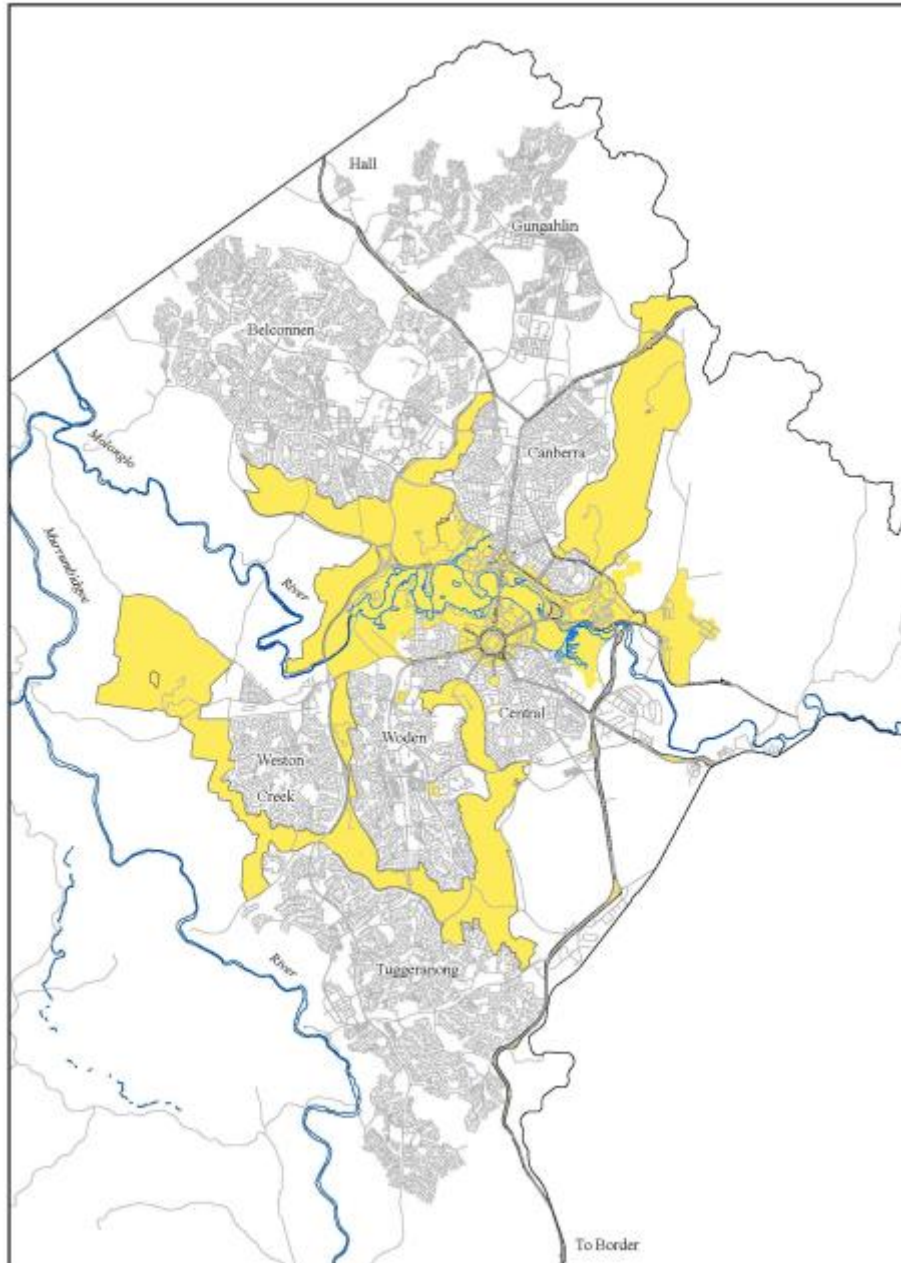 Hall
Gungahlin
Belconnen
Molonglo
River
Canberra
Murrumbidgee
River
Central
Woden
Weston
Creek
Tuggeranong
To Border